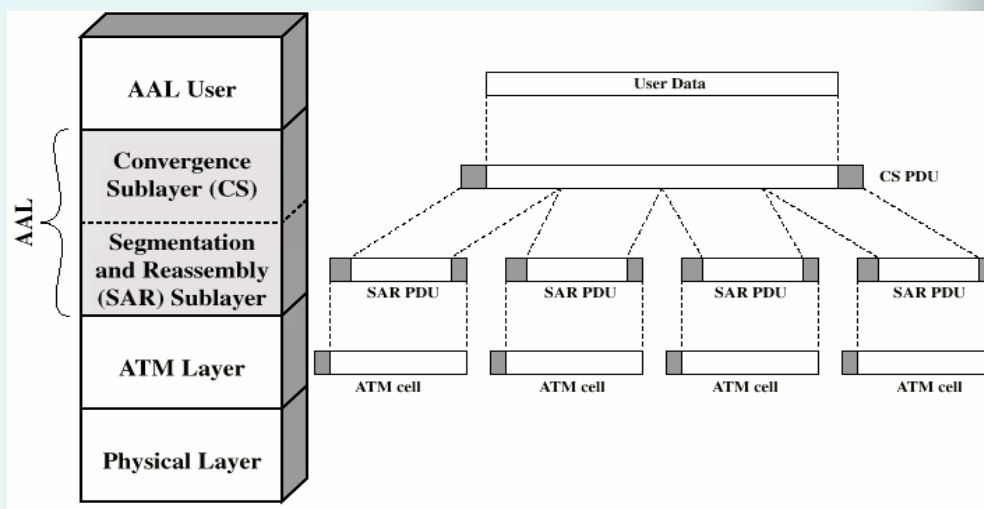 AAL User
Convergence
Sublayer (CS)
AAL
Segmentation
and Reassembly
(SAR) Sublayer
ATM Layer
Physical Layer
User Data
CS PDU
SAR PDU
SAR PDU
SAR PDU
SAR PDU
ATM cell
ATM cell
ATM cell
ATM cell